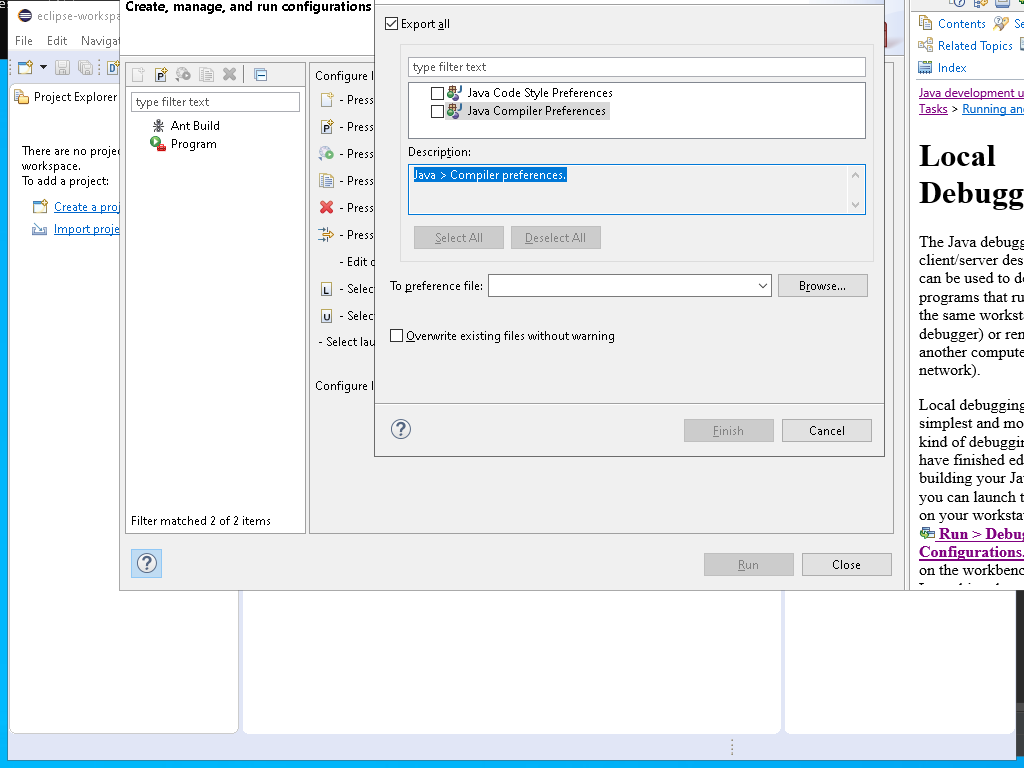 eclipse-workspa
File Edit Navigat
Project Explorer
There are no projec
workspace.
To add a project:
Create a proj
Import proje
Create, manage, and run configurations
type filter text
Ant Build
Program
Filter matched 2 of 2 items
Configure l
- Press
- Press
- Press
- Press
- Press
- Press
- Edit o
- Selec
- Selec
- Select lau
Configure l
Run
Close
Export all
type filter text
Java Code Style Preferences
Java Compiler Preferences
Description:
Java > Compiler preferences.
Select All
Deselect All
To preference file:
Browse...
Overwrite existing files without warning
Finish
Cancel
Contents Se
Related Topics
Index
Java development u
Tasks > Running and
Local
Debugg
The Java debugg
client/server des
can be used to de
programs that ru
the same worksta
debugger) or rem
another compute
network).
Local debugging
simplest and mo
kind of debuggin
have finished ed
building your Jav
you can launch t
on your worksta
Run > Debug
Configurations.
on the workbenc